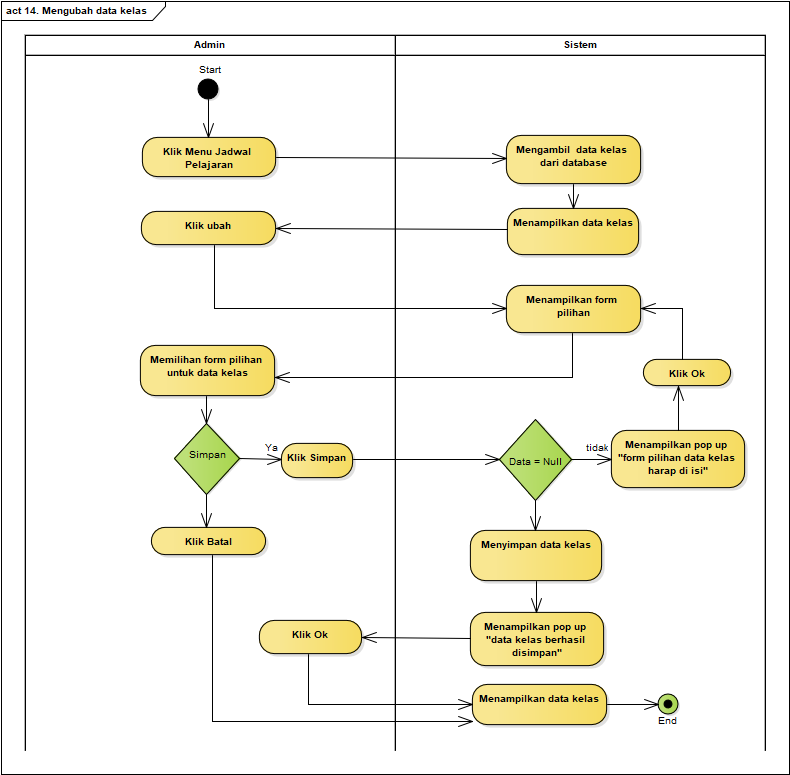 act 14. Mengubah data kelas
Admin
Sistem
Start
Klik Menu Jadwal
Pelajaran
Mengambil data kelas
dari database
Klik ubah
Menampilkan data kelas
Menampilkan form
pilihan
Memilihan form pilihan
untuk data kelas
Klik Ok
Simpan
Ya
Klik Simpan
Data = Null
tidak
Menampilkan pop up
"form pilihan data kelas
harap di isi"
Klik Batal
Menyimpan data kelas
Klik Ok
Menampilkan pop up
"data kelas berhasil
disimpan"
Menampilkan data kelas
End